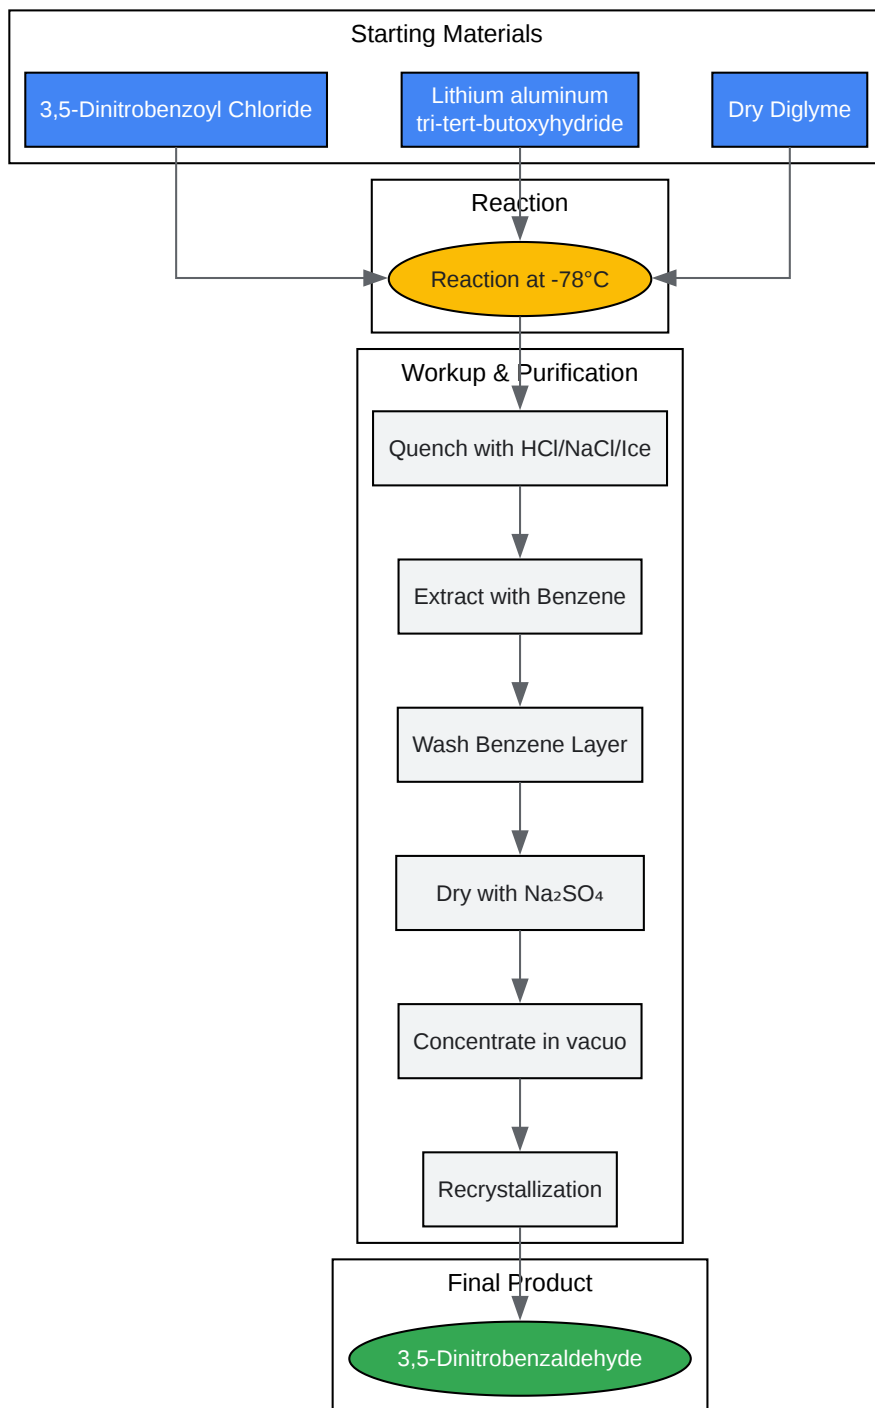 Starting Materials
3,5-Dinitrobenzoyl Chloride
Lithium aluminum
tri-tert-butoxyhydride
Dry Diglyme
Reaction
Reaction at -78°C
Workup & Purification
Quench with HCl/NaCl/Ice
Extract with Benzene
Wash Benzene Layer
Dry with Na₂SO₄
Concentrate in vacuo
Recrystallization
Final Product
3,5-Dinitrobenzaldehyde